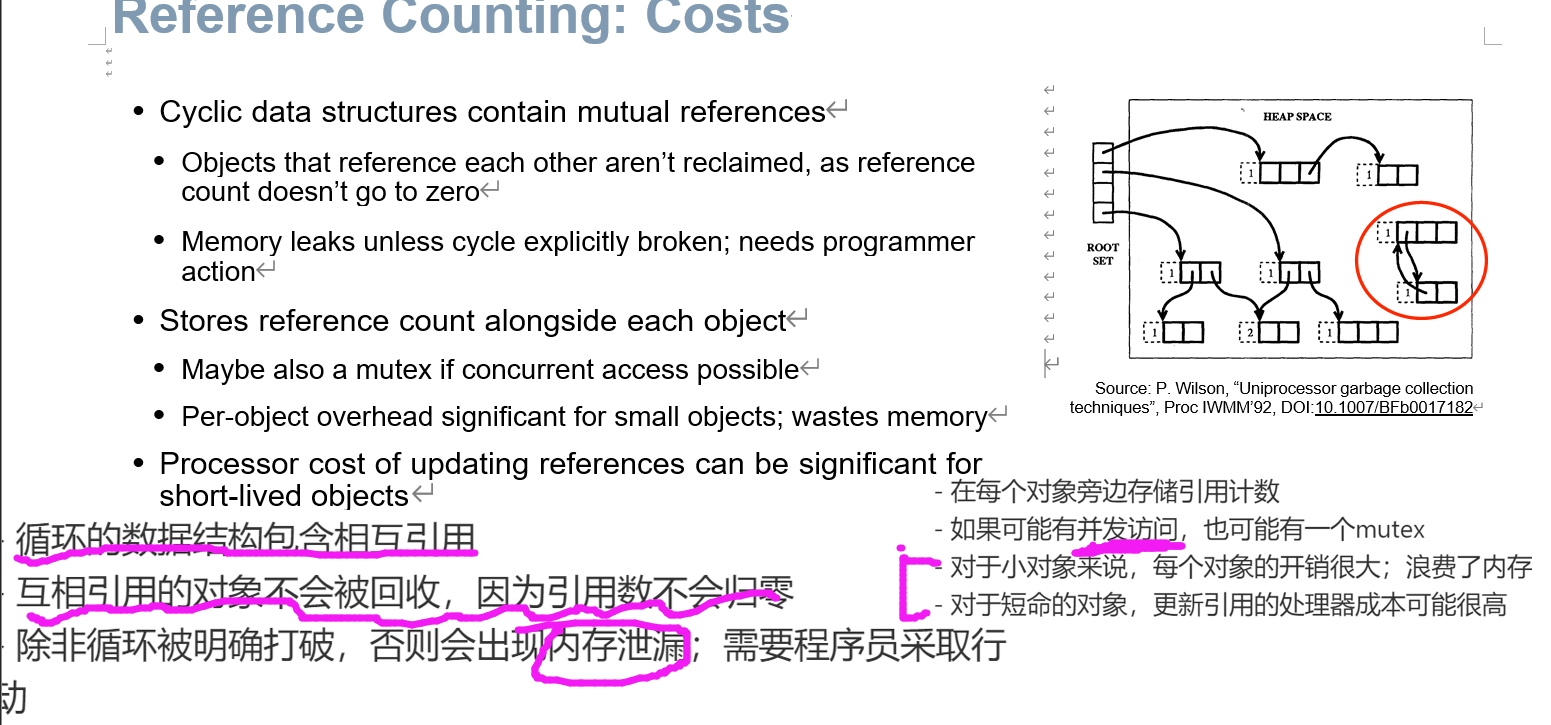 Reference Counting: Costs
• Cyclic data structures contain mutual references
• Objects that reference each other aren’t reclaimed, as reference
count doesn’t go to zero
• Memory leaks unless cycle explicitly broken; needs programmer
action
• Stores reference count alongside each object
• Maybe also a mutex if concurrent access possible
• Per-object overhead significant for small objects; wastes memory
• Processor cost of updating references can be significant for
short-lived objects
HEAP SPACE
1
1
ROOT
SET
1
1
1
1
1
2
1
Source: P. Wilson, “Uniprocessor garbage collection
techniques”, Proc IWMM’92, DOI:10.1007/BFb0017182
- 循环的数据结构包含相互引用
- 互相引用的对象不会被回收，因为引用数不会归零
- 除非循环被明确打破，否则会出现内存泄漏；需要程序员采取行
动
- 在每个对象旁边存储引用计数
- 如果可能有并发访问，也可能有一个mutex
- 对于小对象来说，每个对象的开销很大；浪费了内存
- 对于短命的对象，更新引用的处理器成本可能很高